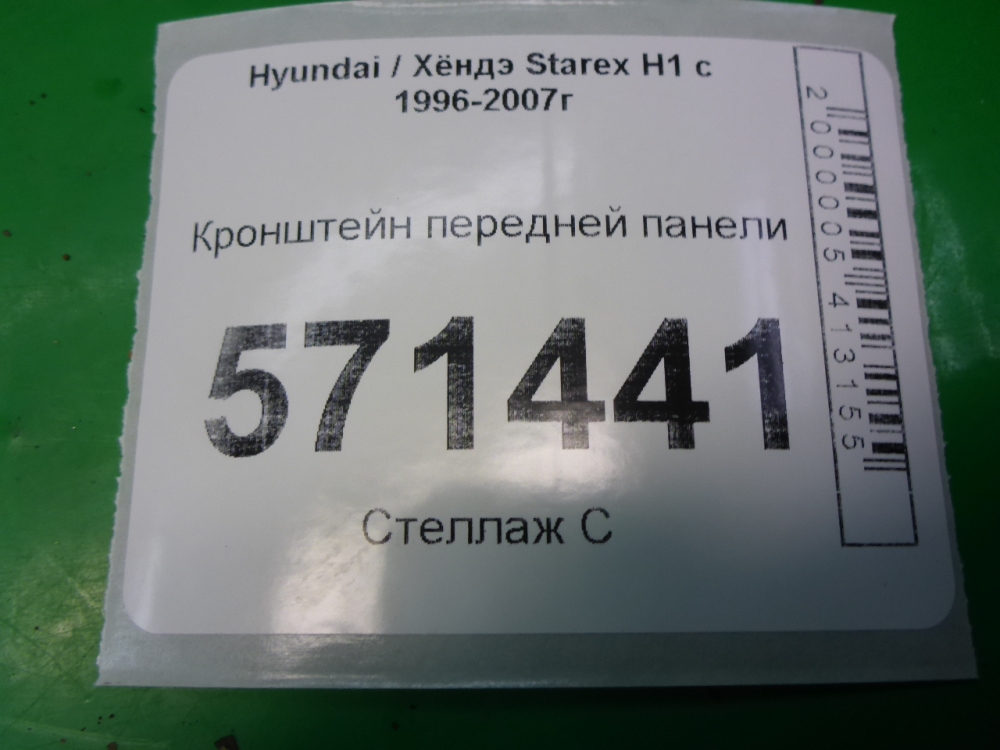 Hyundai / Хёндэ Starex H1 с
1996-2007г
Кронштейн передней панели
571441
Стеллаж С
2000005413155